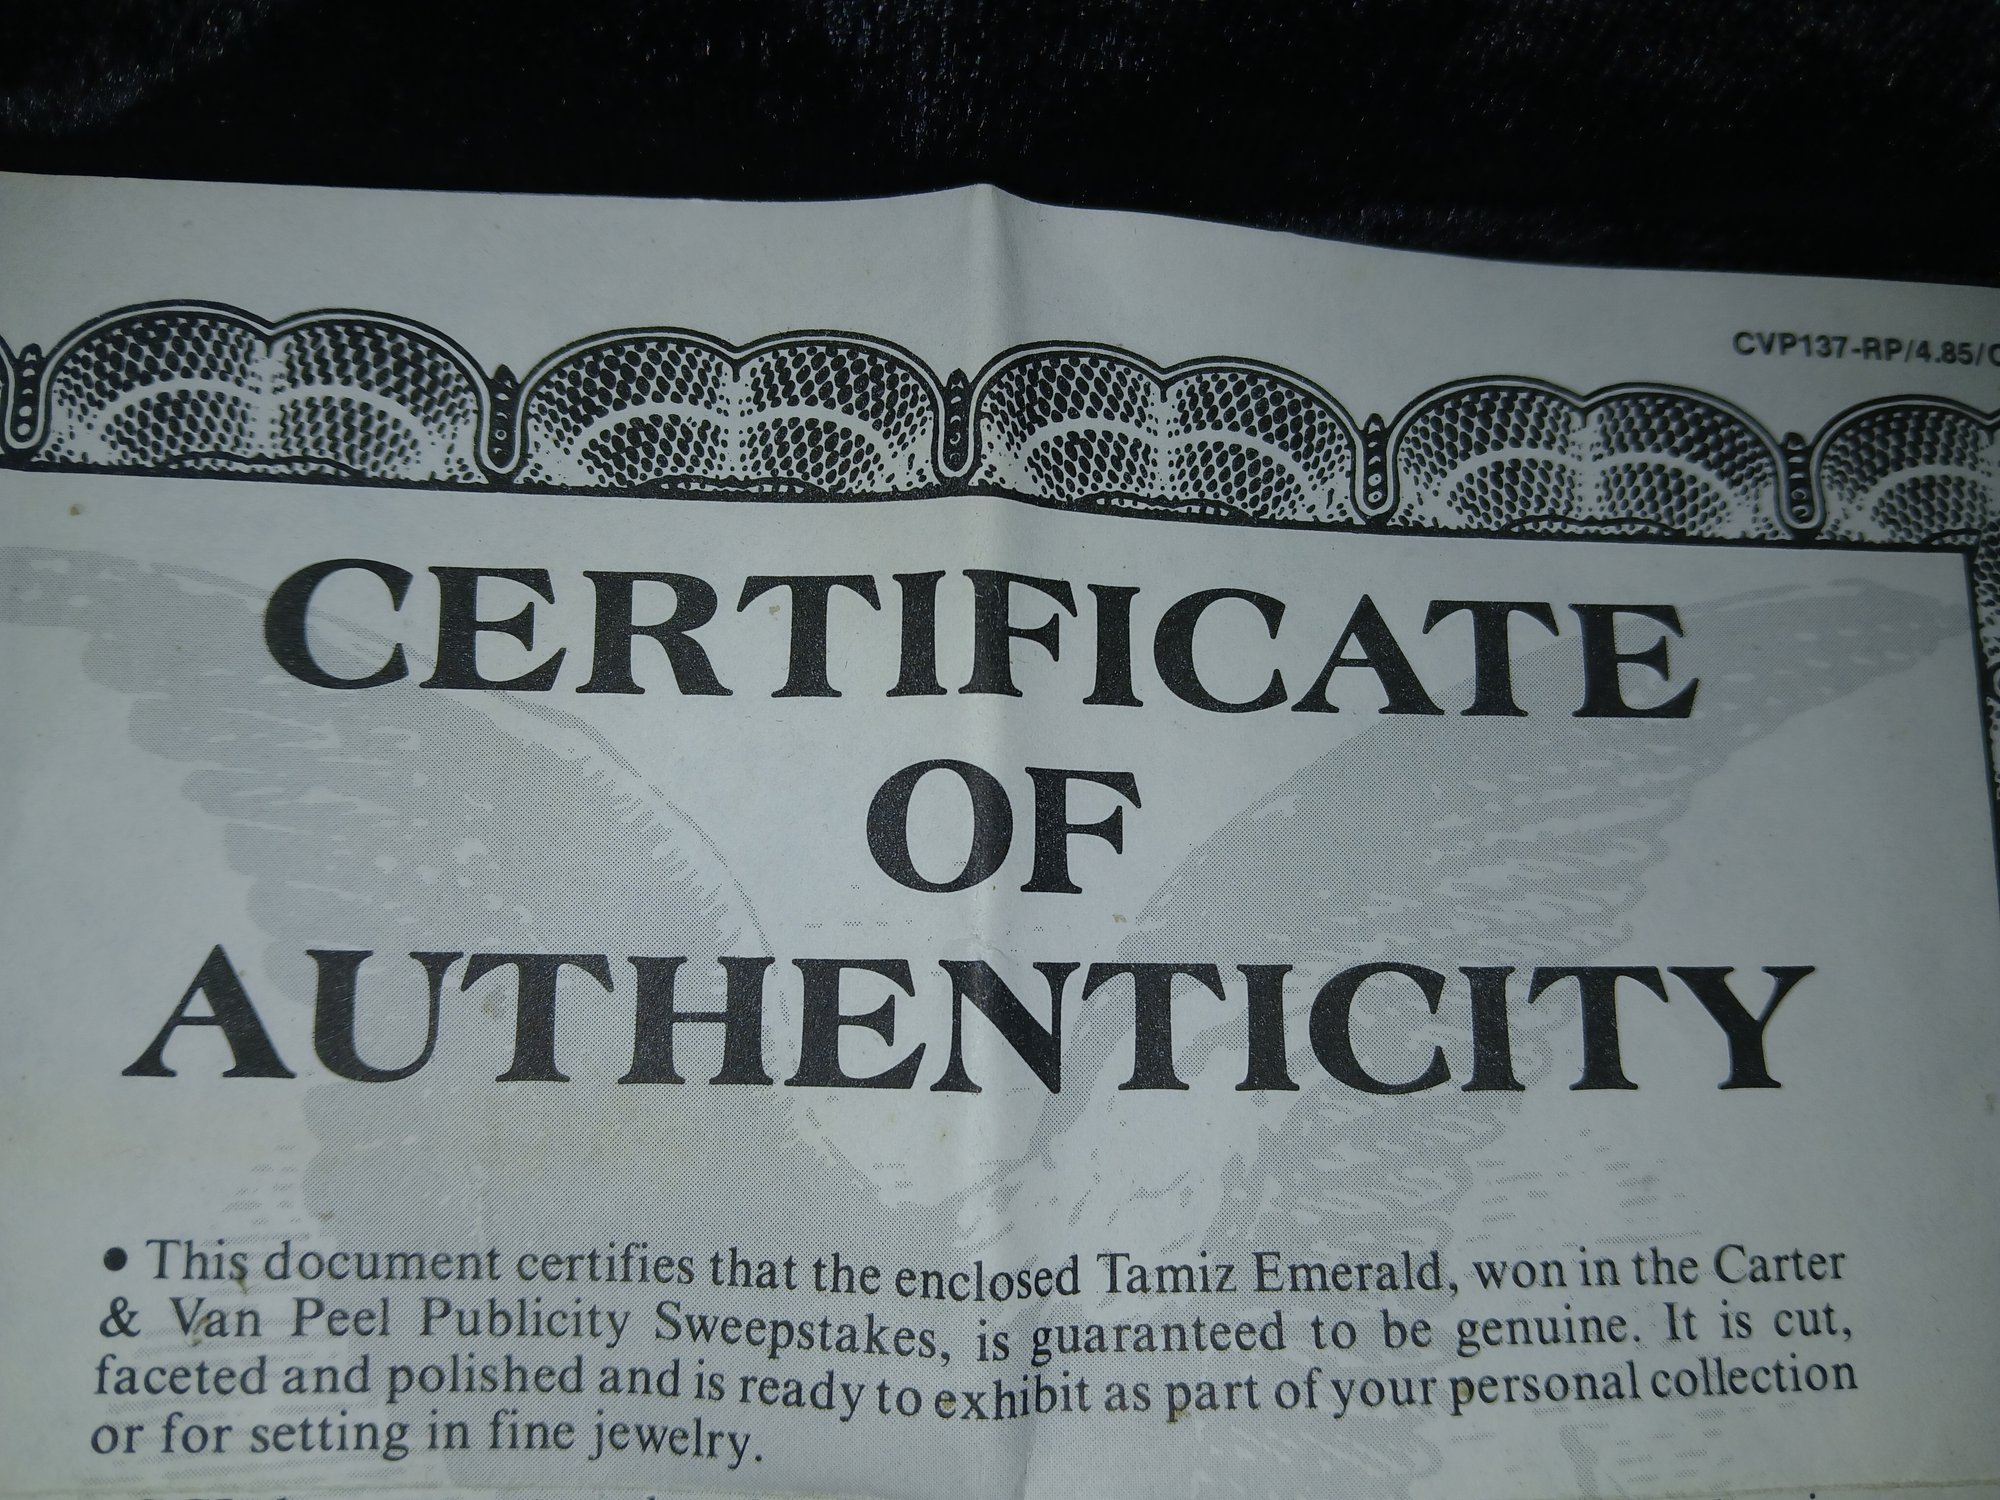 CVP137-RP/4.85/
CERTIFICATE
OF
AUTHENTICITY
• This document certifies that the enclosed Tamiz Emerald, won in the Carter
& Van Peel Publicity Sweepstakes, is guaranteed to be genuine. It is cut,
faceted and polished and is ready to exhibit as part of your personal collection
or for setting in fine jewelry.